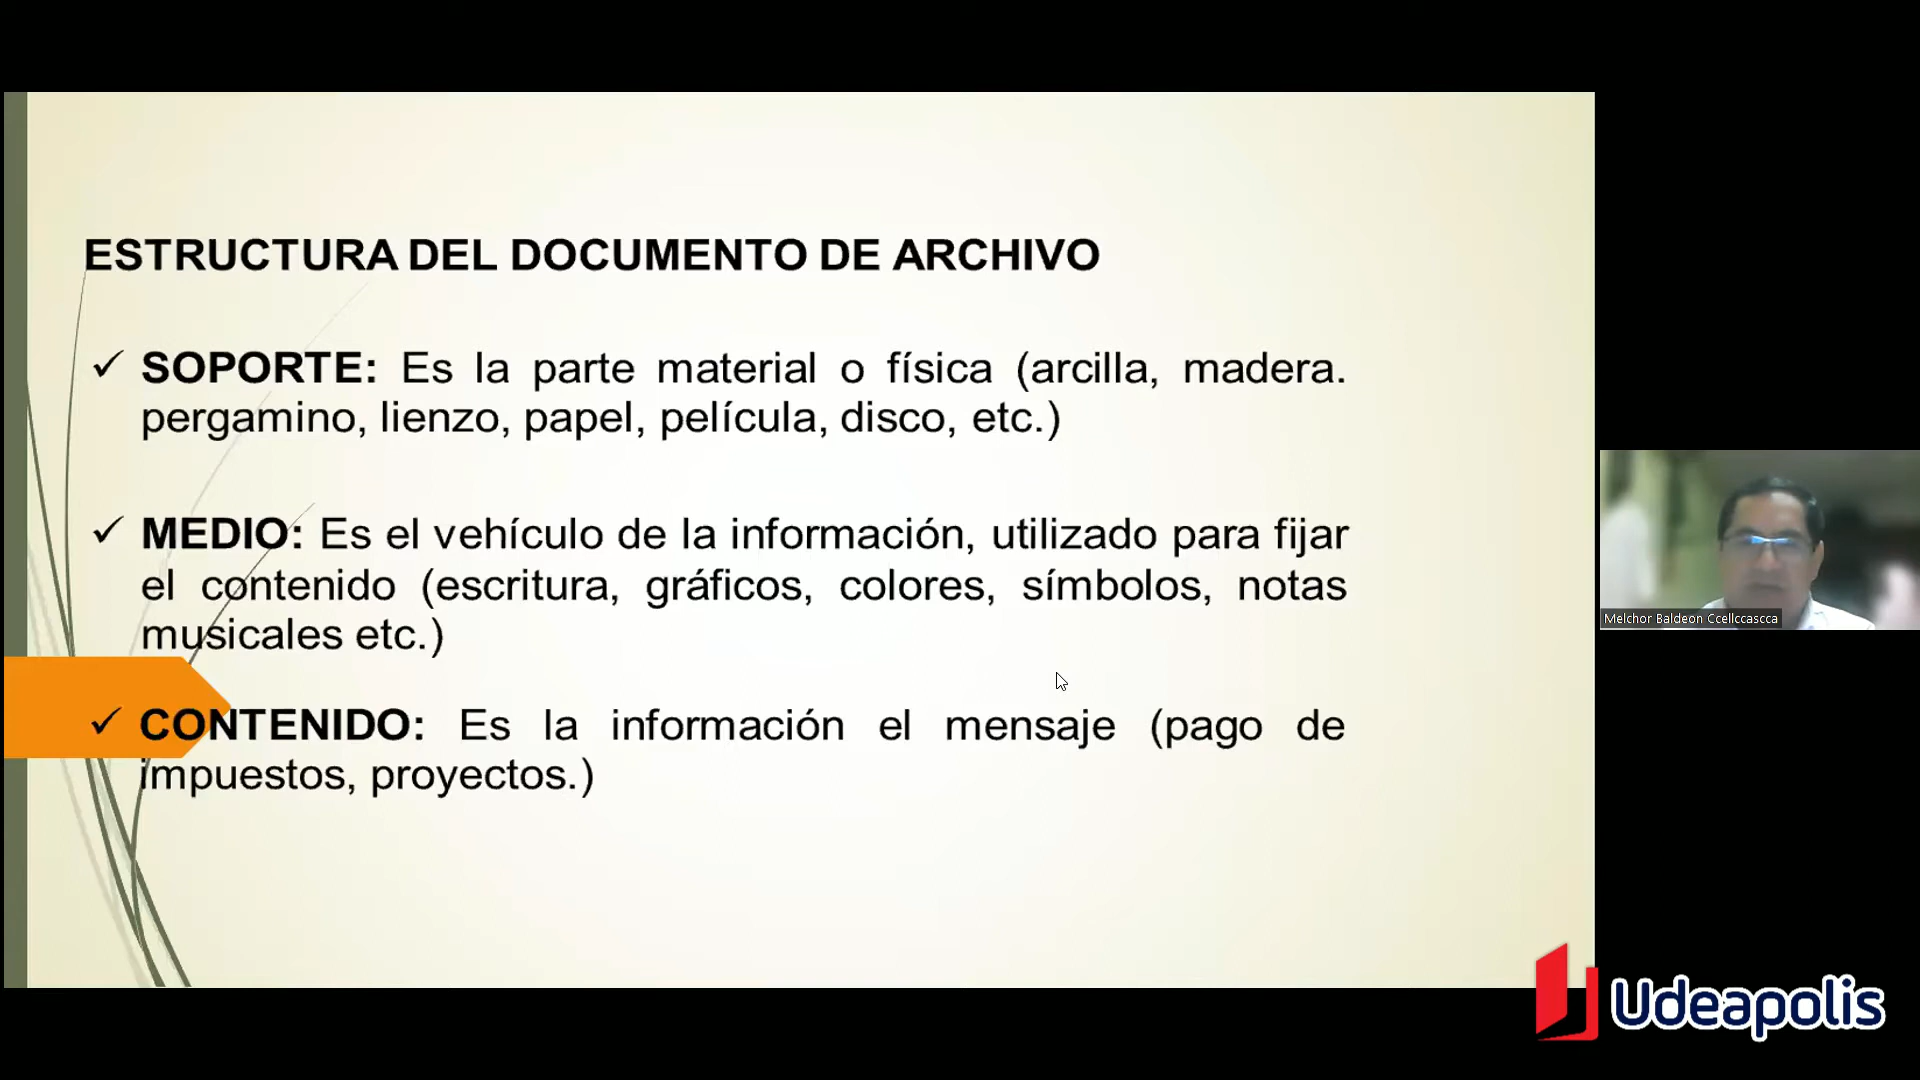 ESTRUCTURA DEL DOCUMENTO DE ARCHIVO
✓ SOPORTE: Es la parte material o física (arcilla, madera.
pergamino, lienzo, papel, película, disco, etc.)
✓ MEDIO: Es el vehículo de la información, utilizado para fijar
el contenido (escritura, gráficos, colores, símbolos, notas
musicales etc.)
✓ CONTENIDO: Es la información el mensaje (pago de
impuestos, proyectos.)
Melchor Baldeon Ccellccascca
Udeapolis